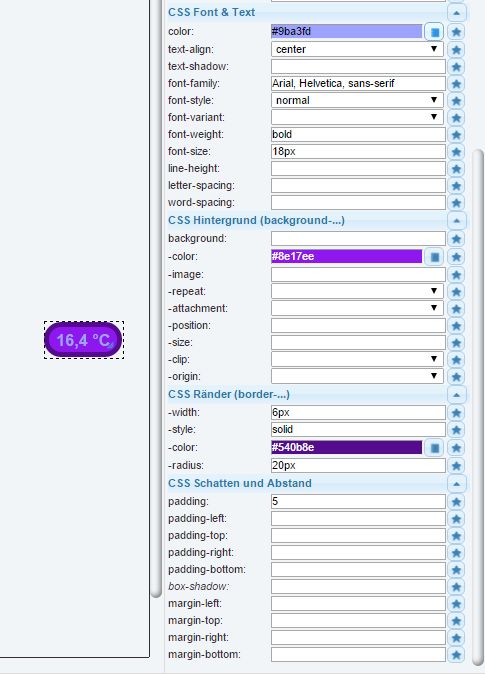 CSS Font & Text
color: #9ba3fd
text-align: center
text-shadow:
font-family: Arial, Helvetica, sans-serif
font-style: normal
font-variant:
font-weight: bold
font-size: 18px
line-height:
letter-spacing:
word-spacing:
CSS Hintergrund (background-...)
background:
-color: #8e17ee
-image:
-repeat:
-attachment:
-position:
16,4 °C
-size:
-clip:
-origin:
CSS Ränder (border-...)
-width: 6px
-style: solid
-color: #540b8e
-radius: 20px
CSS Schatten und Abstand
padding: 5
padding-left:
padding-top:
padding-right:
padding-bottom:
box-shadow:
margin-left:
margin-top:
margin-right:
margin-bottom: